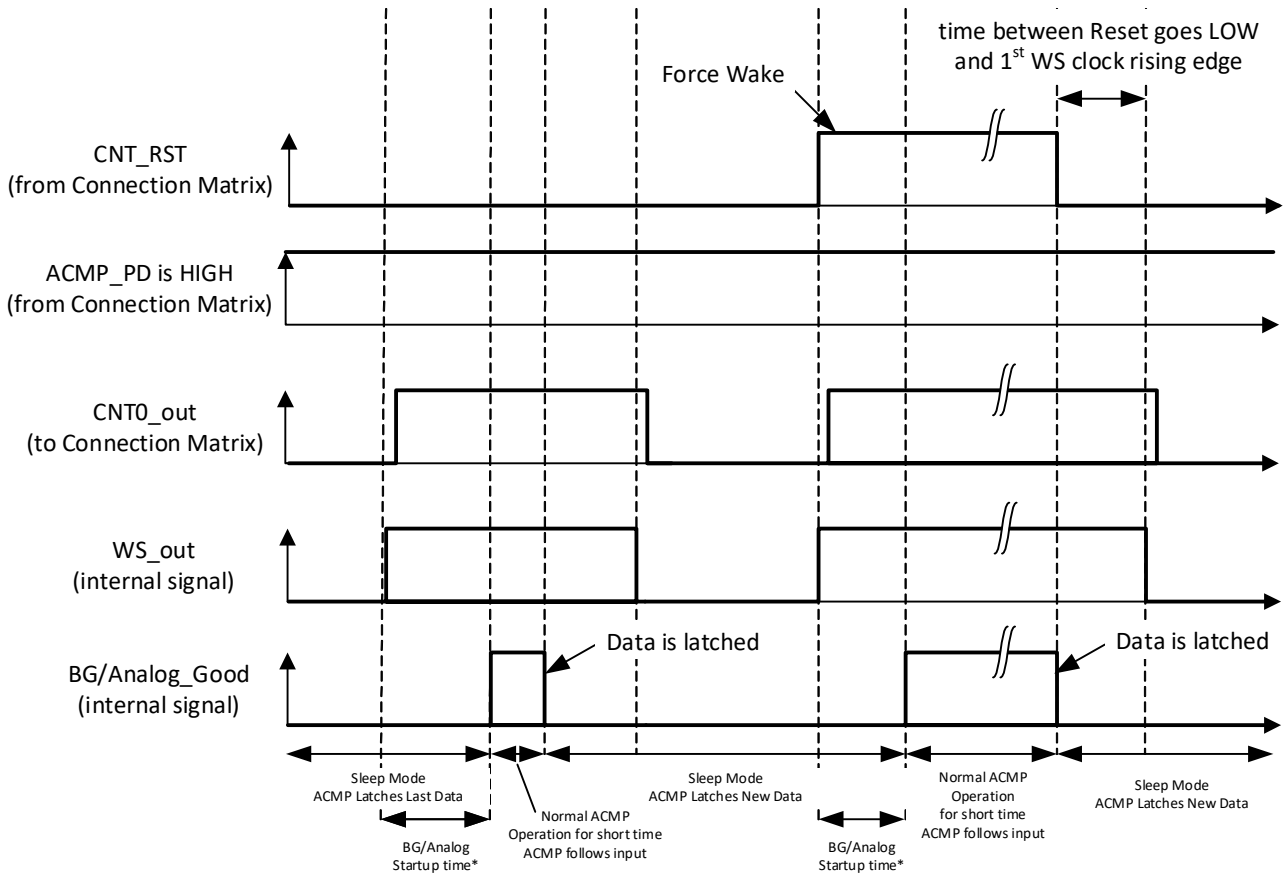 time between Reset goes LOW
and 1st WS clock rising edge
Force Wake
CNT_RST
(from Connection Matrix)
ACMP_PD is HIGH
(from Connection Matrix)
CNT0_out
(to Connection Matrix)
WS_out
(internal signal)
Data is latched
Data is latched
BG/Analog_Good
(internal signal)
Sleep Mode
ACMP Latches Last Data
Normal ACMP
Operation for short time
ACMP follows input
Sleep Mode
ACMP Latches New Data
Normal ACMP
Operation
for short time
ACMP follows input
Sleep Mode
ACMP Latches New Data
BG/Analog
Startup time*
BG/Analog
Startup time*